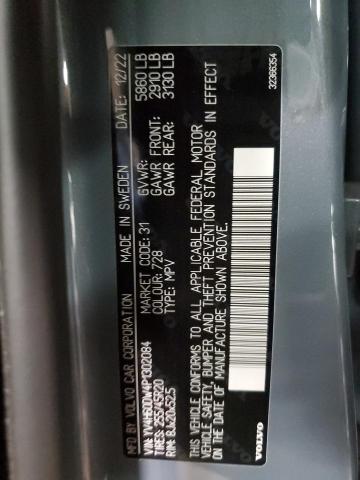 MFD BY VOLVO CAR CORPORATION MADE IN SWEDEN DATE: 12/22
VIN: YV4H60DW4P1302084 MARKET CODE: 31 GVWR: 5860 LB
TIRES: 255/45R20 COLOUR: 728 GAWR FRONT: 2910 LB
RIM: 8Jx20x52.5 TYPE: MPV GAWR REAR: 3130 LB
THIS VEHICLE CONFORMS TO ALL APPLICABLE FEDERAL MOTOR
VEHICLE SAFETY, BUMPER AND THEFT PREVENTION STANDARDS IN EFFECT
ON DATE OF MANUFACTURE SHOWN ABOVE.
VOLVO 32366354